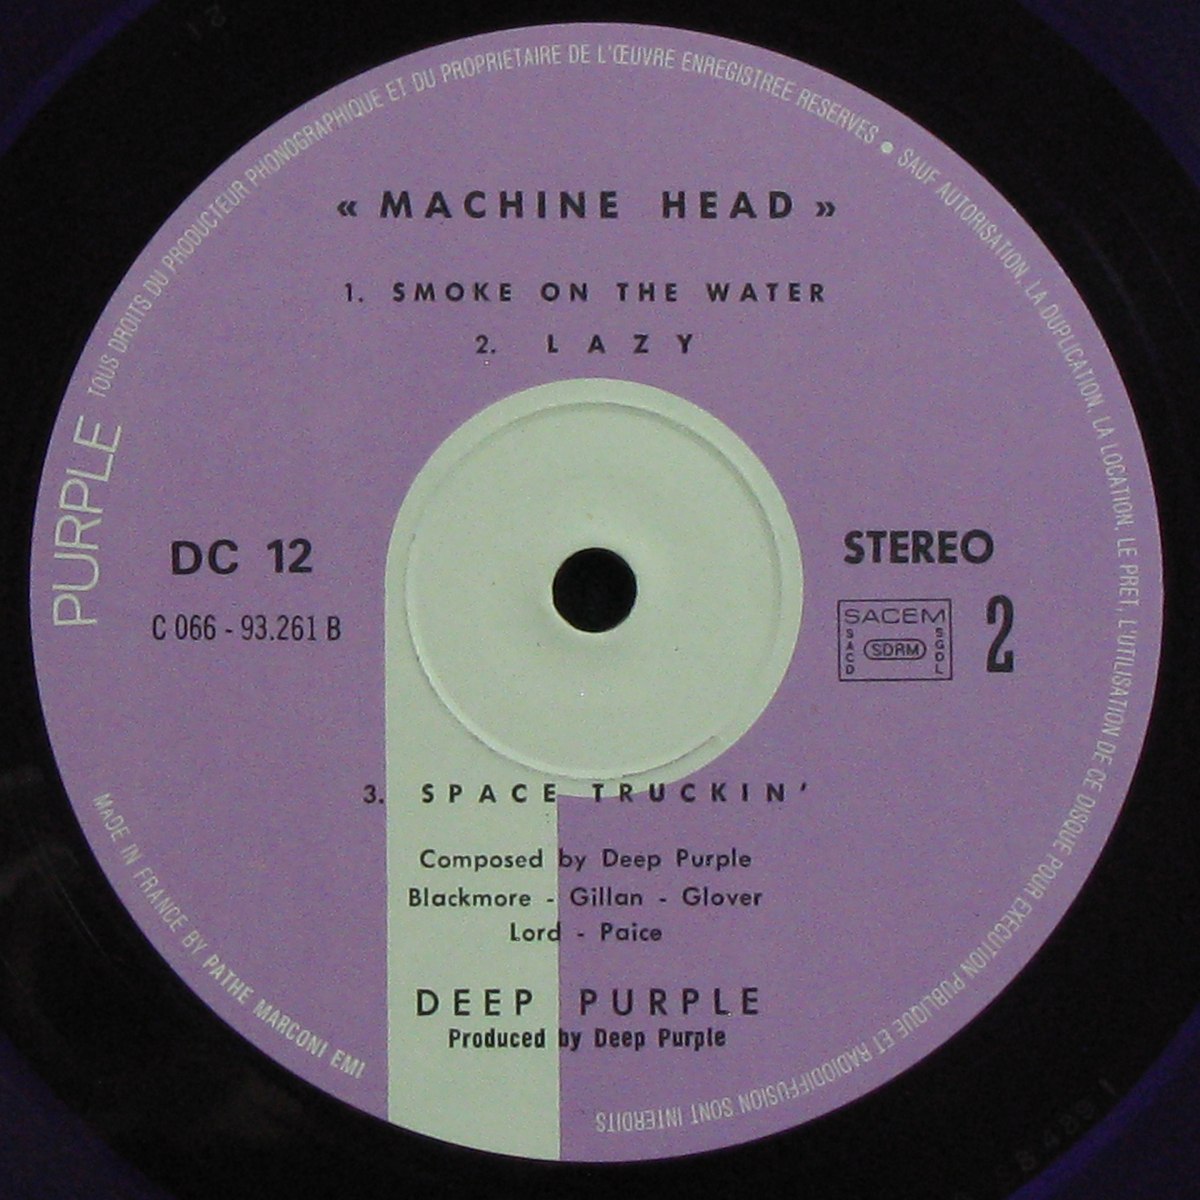 TOUS DROITS DU PRODUCTEUR PHONOGRAPHIQUE ET DU PROPRIETAIRE DE L'ŒUVRE ENREGISTREE RESERVES • SAUF AUTORISATION, LA DUPLICATION, LA LOCATION, LE PRET, L'UTILISATION DE CE DISQUE POUR EXECUTION PUBLIQUE ET RADIODIFFUSION SONT INTERDITS
« MACHINE HEAD »
1. SMOKE ON THE WATER
2. LAZY
PURPLE
DC 12
C 066 - 93.261 B
STEREO
SACEM
SACD
SDRM
SGDL
2
3. SPACE TRUCKIN'
Composed by Deep Purple
Blackmore - Gillan - Glover
Lord - Paice
DEEP PURPLE
Produced by Deep Purple
MADE IN FRANCE BY PATHE MARCONI EMI